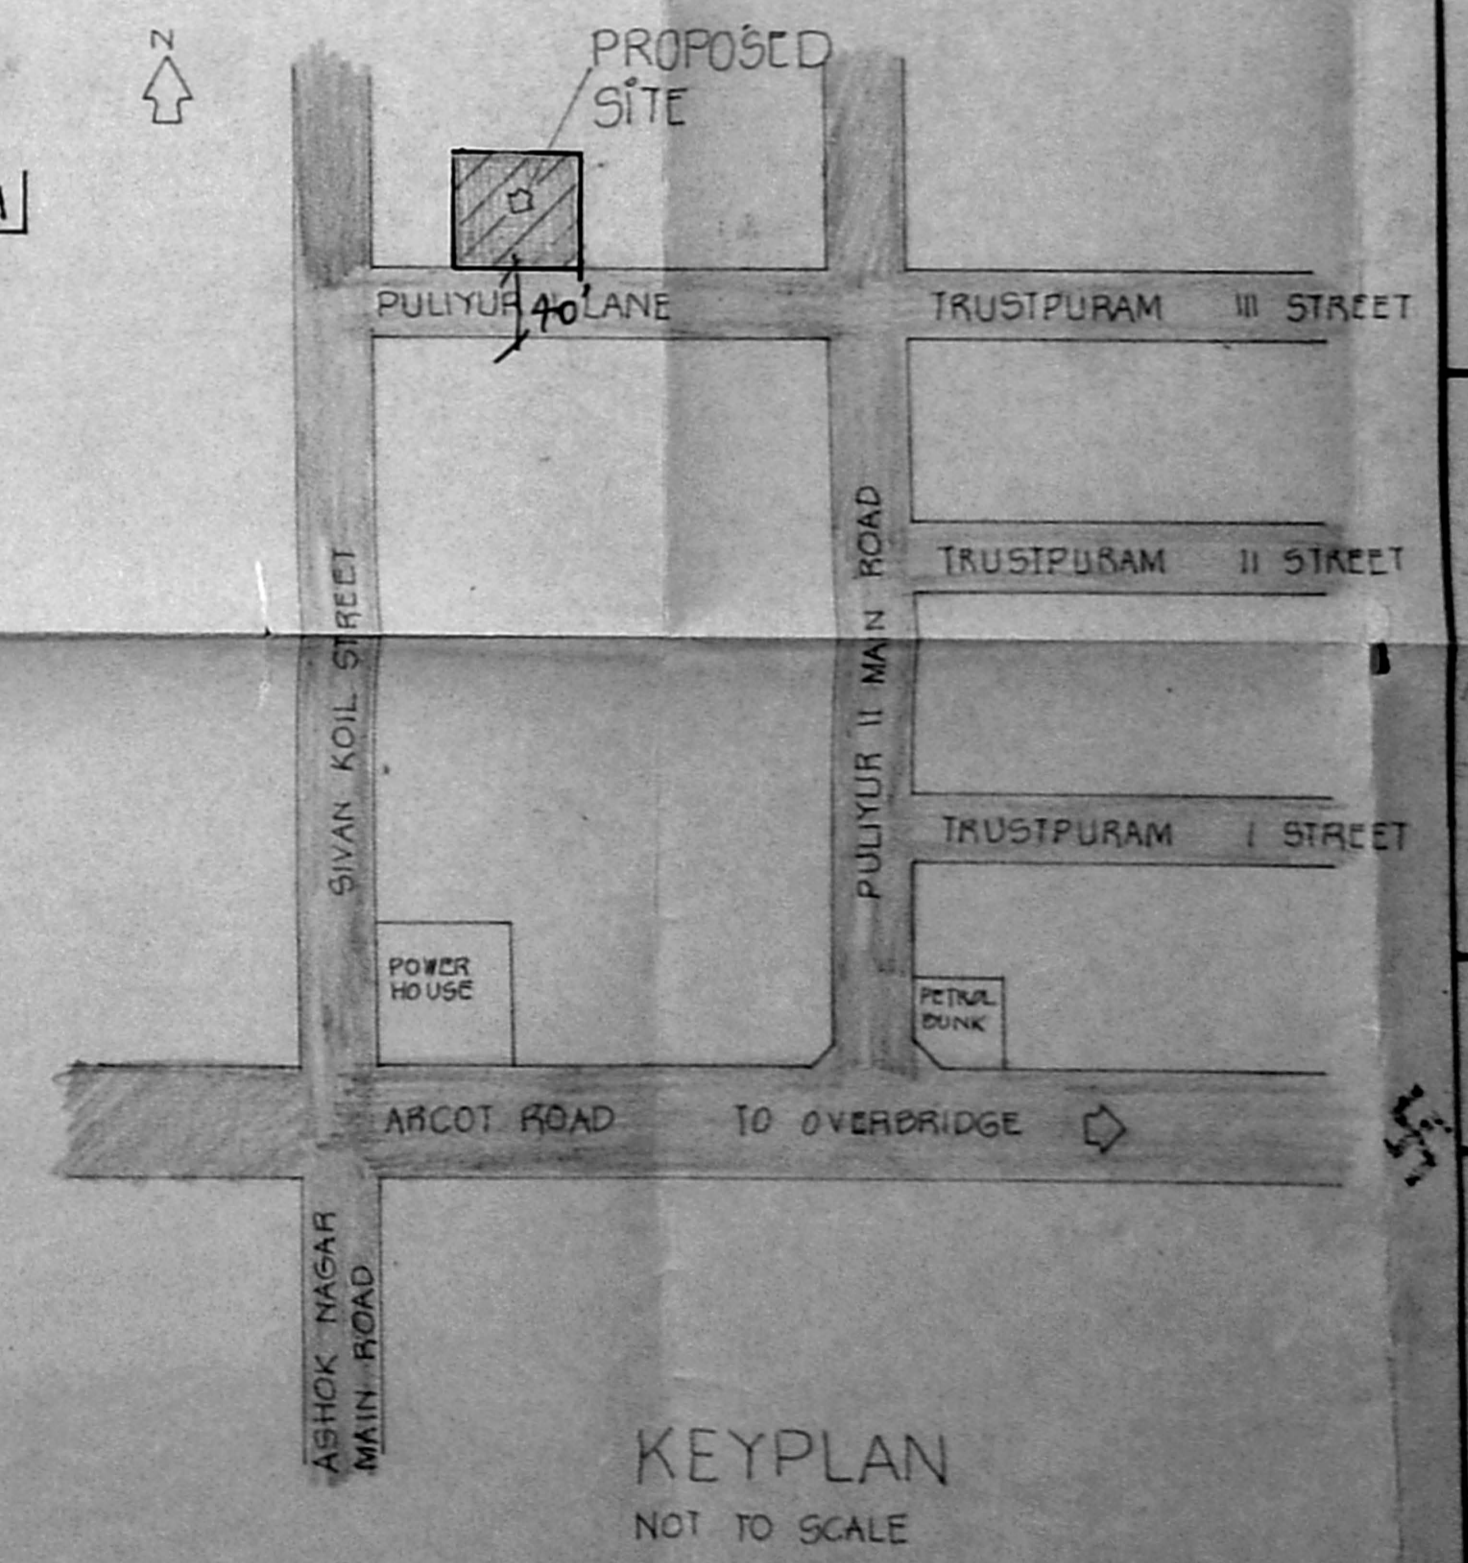 N
PROPOSED
SITE
PULIYUR
40'
LANE
TRUSTPURAM III STREET
TRUSTPURAM II STREET
TRUSTPURAM I STREET
SIVAN KOIL STREET
PULIYUR II MAIN ROAD
POWER
HOUSE
PETROL
BUNK
ARCOT ROAD TO OVERBRIDGE
ASHOK NAGAR
MAIN ROAD
KEYPLAN
NOT TO SCALE